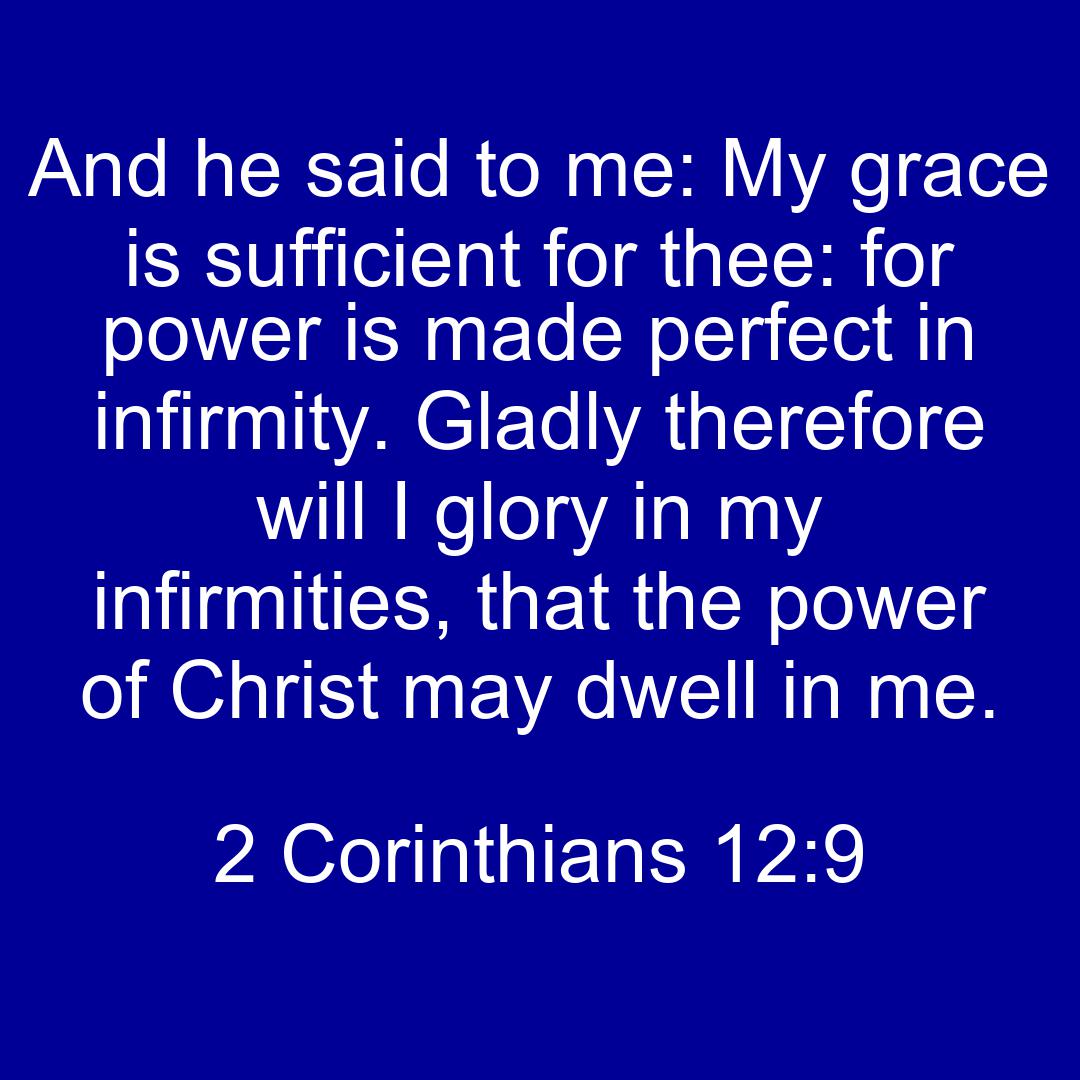 And he said to me: My grace
is sufficient for thee: for
power is made perfect in
infirmity. Gladly therefore
will I glory in my
infirmities, that the power
of Christ may dwell in me.
2 Corinthians 12:9